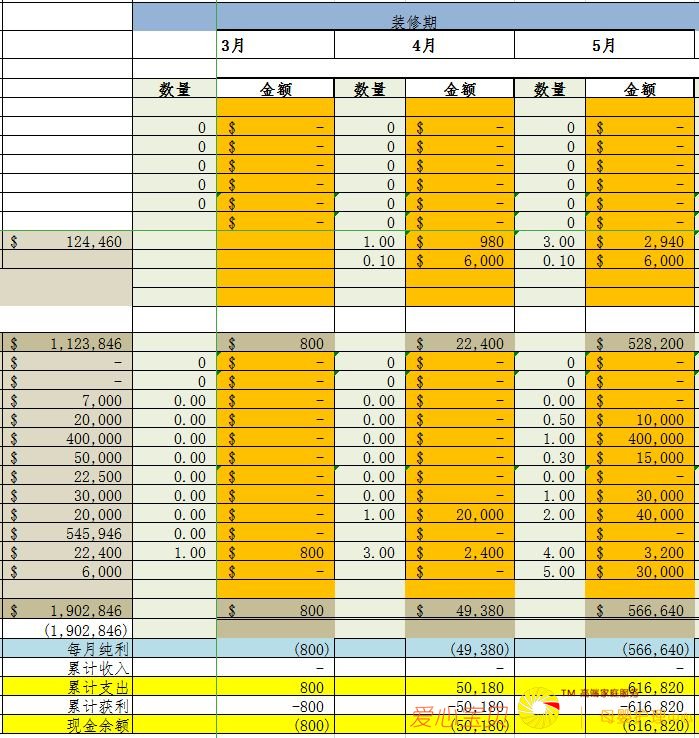 装修期
3月 4月 5月
数量 金额 数量 金额 数量 金额
0 $ - 0 $ - 0 $ -
0 $ - 0 $ - 0 $ -
0 $ - 0 $ - 0 $ -
0 $ - 0 $ - 0 $ -
0 $ - 0 $ - 0 $ -
$ - 0 $ - 0 $ -
$ 124,460 1.00 $ 980 3.00 $ 2,940
0.10 $ 6,000 0.10 $ 6,000
$ 1,123,846 $ 800 $ 22,400 $ 528,200
$ - 0 $ - 0 $ - 0 $ -
$ - 0 $ - 0 $ - 0 $ -
$ 7,000 0.00 $ - 0.00 $ - 0.00 $ -
$ 20,000 0.00 $ - 0.00 $ - 0.50 $ 10,000
$ 400,000 0.00 $ - 0.00 $ - 1.00 $ 400,000
$ 50,000 0.00 $ - 0.00 $ - 0.30 $ 15,000
$ 22,500 0.00 $ - 0.00 $ - 0.00 $ -
$ 30,000 0.00 $ - 0.00 $ - 1.00 $ 30,000
$ 20,000 0.00 $ - 1.00 $ 20,000 2.00 $ 40,000
$ 545,946 0.00 $ - $ - $ -
$ 22,400 1.00 $ 800 3.00 $ 2,400 4.00 $ 3,200
$ 6,000 $ - $ - 5.00 $ 30,000
$ 1,902,846 $ 800 $ 49,380 $ 566,640
(1,902,846)
每月纯利 (800) (49,380) (566,640)
累计收入 - - -
累计支出 800 50,180 616,820
TM 高端家庭服务
累计获利 -800 -50,180 -616,820
爱心
现金余额 (800) (50,180) (616,820)